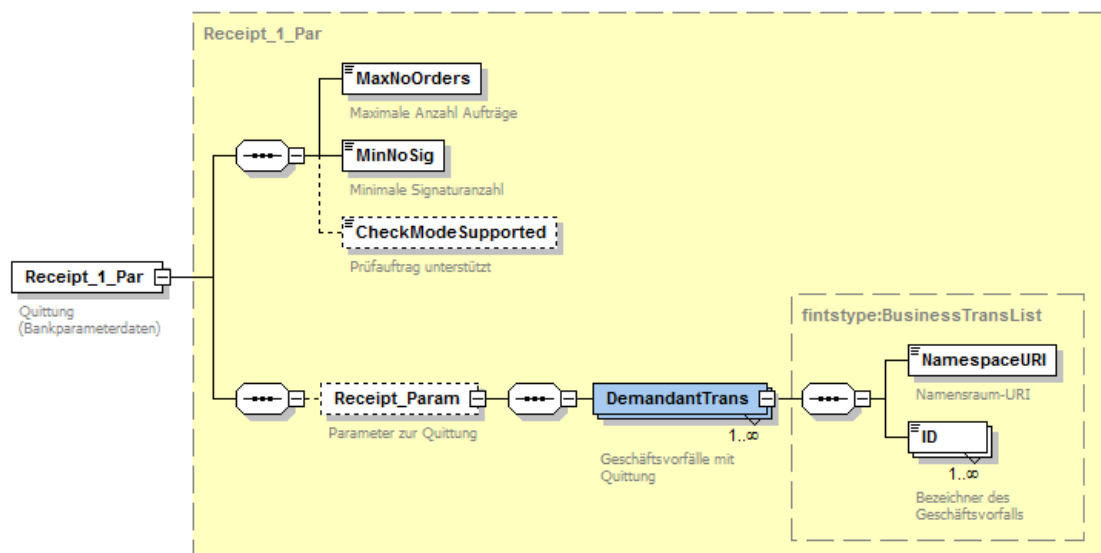 Receipt_1_Par
MaxNoOrders
Maximale Anzahl Aufträge
MinNoSig
Minimale Signaturanzahl
CheckModeSupported
Prüfauftrag unterstützt
Receipt_1_Par
Quittung
(Bankparameterdaten)
Receipt_Param
Parameter zur Quittung
DemandantTrans
1..∞
Geschäftsvorfälle mit
Quittung
fintstype:BusinessTransList
NamespaceURI
Namensraum-URI
ID
1..∞
Bezeichner des
Geschäftsvorfalls